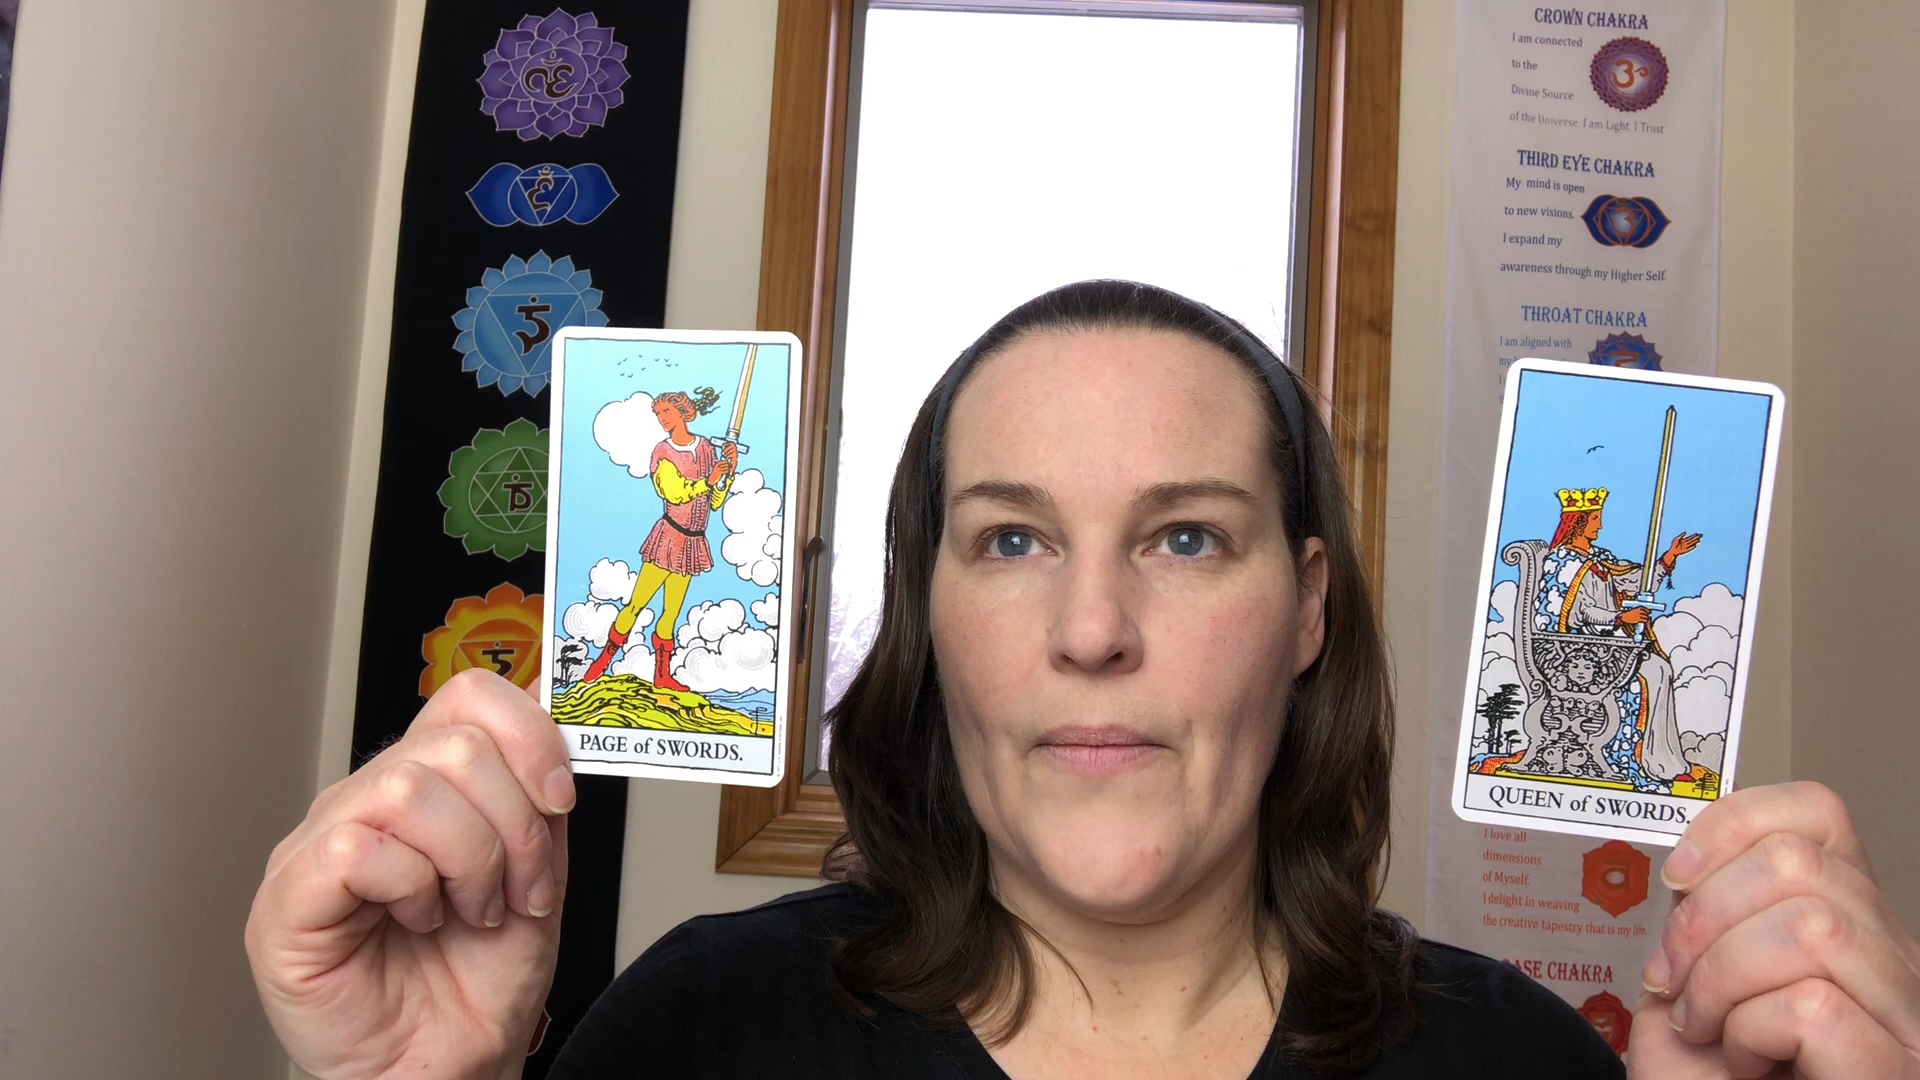 CROWN CHAKRA
I am connected
to the
Divine Source
of the Universe. I am Light. I Trust
THIRD EYE CHAKRA
My mind is open
to new visions.
I expand my
awareness through my Higher Self.
THROAT CHAKRA
I am aligned with
PAGE of SWORDS.
QUEEN of SWORDS.
I love all
dimensions
of Myself.
I delight in weaving
the creative tapestry that is my life.
CHAKRA